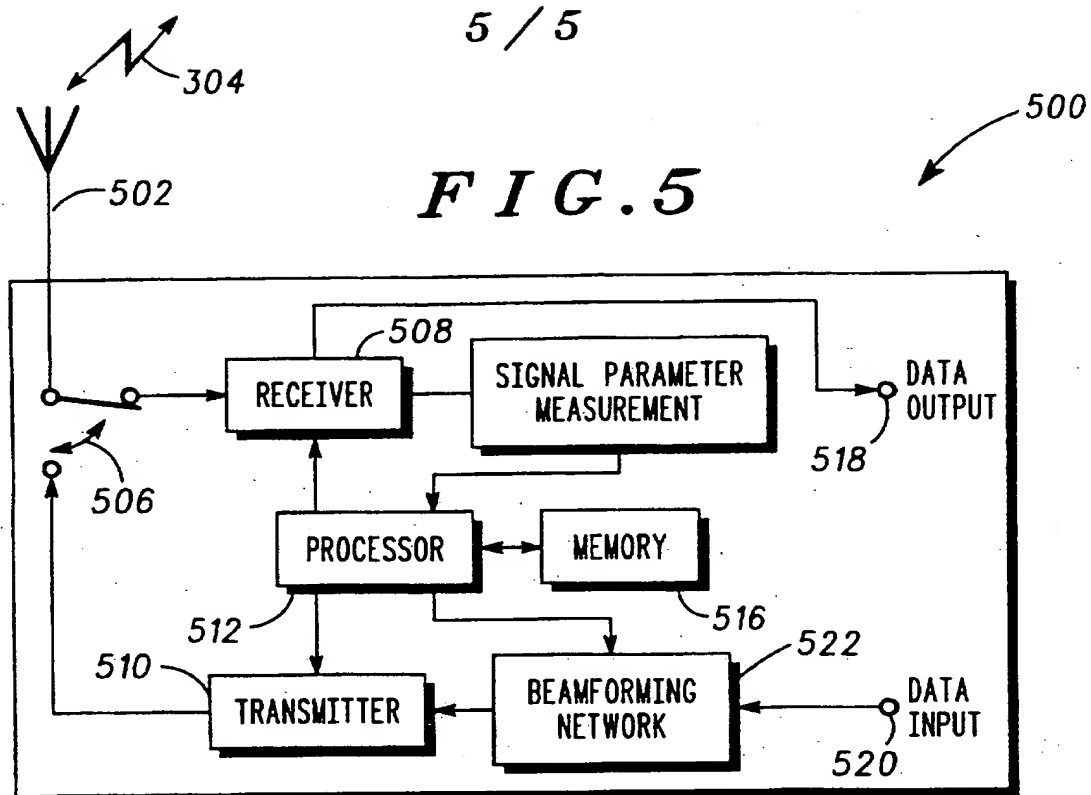 5/5
304
500
502
FIG.5
508
RECEIVER
SIGNAL PARAMETER
MEASUREMENT
DATA
OUTPUT
518
506
PROCESSOR
MEMORY
512
516
510
522
TRANSMITTER
BEAMFORMING
NETWORK
DATA
INPUT
520